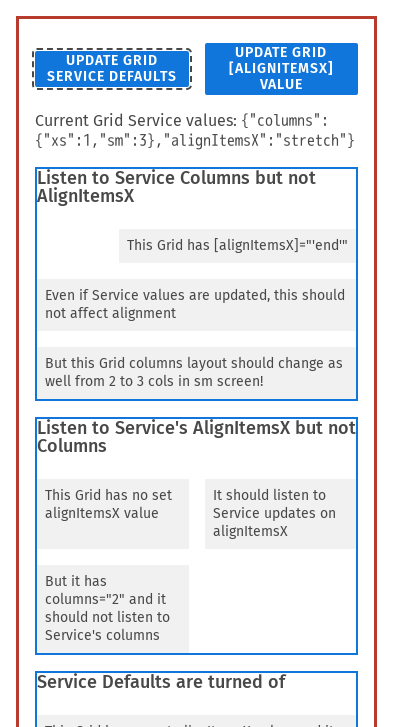 UPDATE GRID
SERVICE DEFAULTS
UPDATE GRID
[ALIGNITEMSX]
VALUE
Current Grid Service values: {"columns":
{"xs":1,"sm":3},"alignItemsX":"stretch"}
Listen to Service Columns but not
AlignItemsX
This Grid has [alignItemsX]="'end'"
Even if Service values are updated, this should
not affect alignment
But this Grid columns layout should change as
well from 2 to 3 cols in sm screen!
Listen to Service's AlignItemsX but not
Columns
This Grid has no set
alignItemsX value
It should listen to
Service updates on
alignItemsX
But it has
columns="2" and it
should not listen to
Service's columns
Service Defaults are turned of